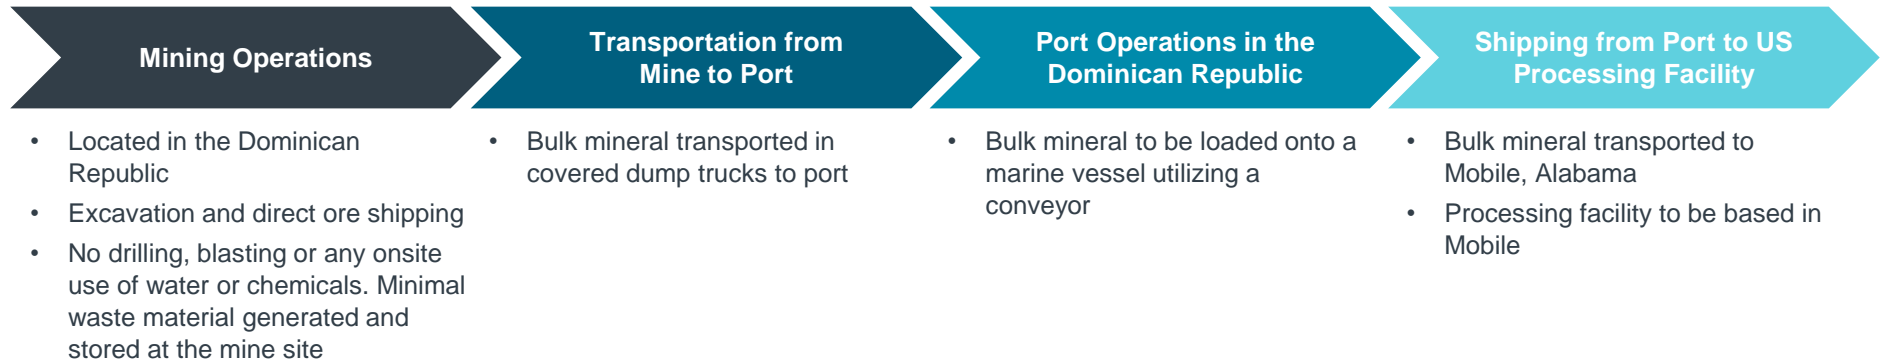 Mining Operations
Transportation from
Mine to Port
Port Operations in the
Dominican Republic
Shipping from Port to US
Processing Facility
• Located in the Dominican
Republic
• Excavation and direct ore shipping
• No drilling, blasting or any onsite
use of water or chemicals. Minimal
waste material generated and
stored at the mine site
• Bulk mineral transported in
covered dump trucks to port
• Bulk mineral to be loaded onto a
marine vessel utilizing a
conveyor
• Bulk mineral transported to
Mobile, Alabama
• Processing facility to be based in
Mobile